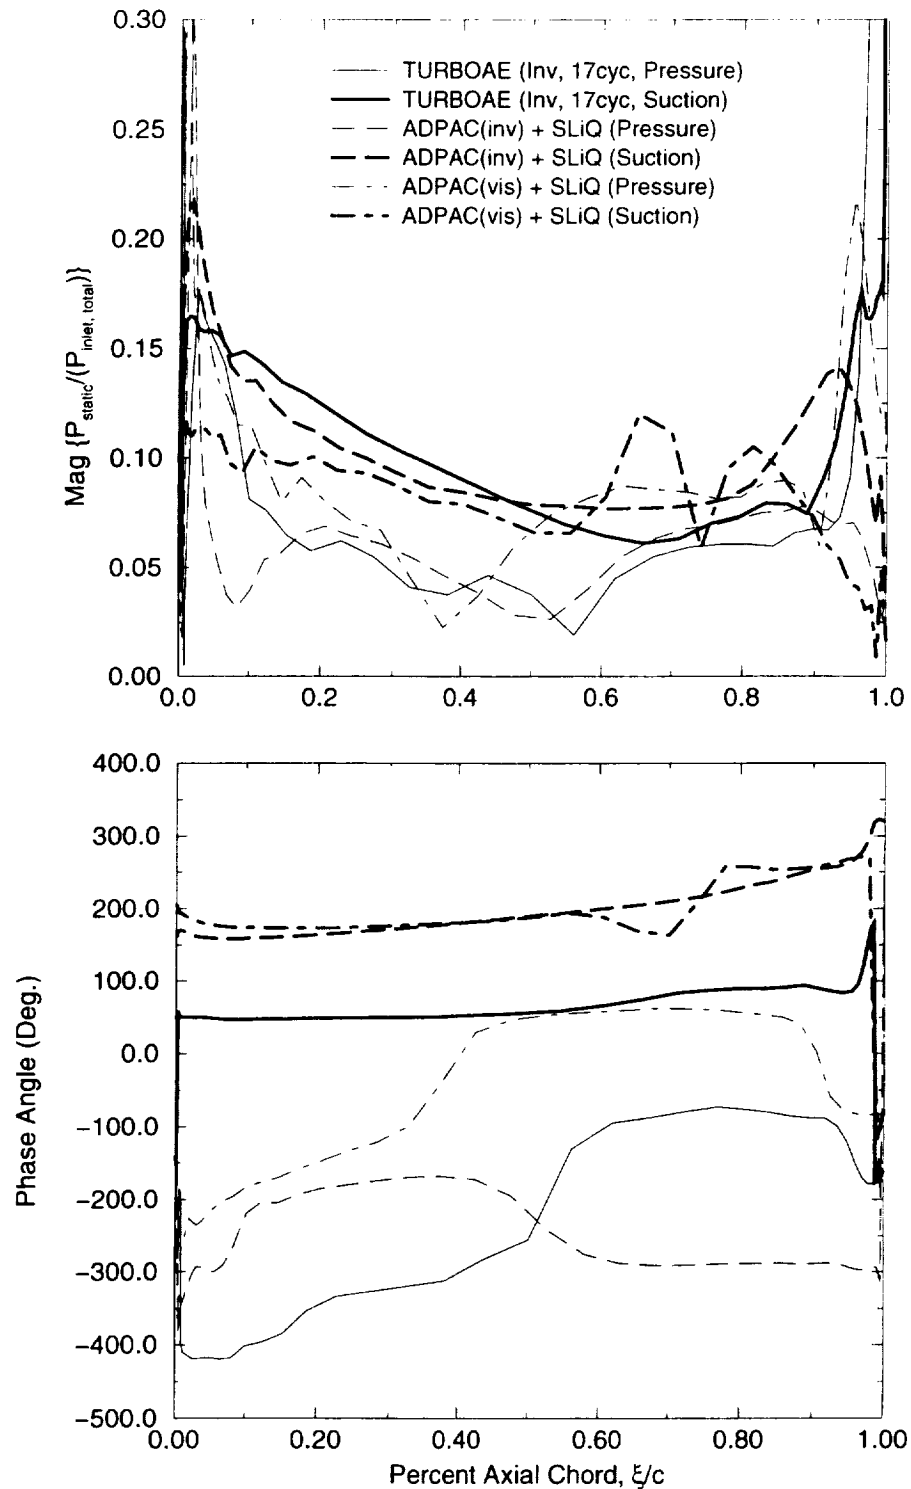 0.30
0.25
0.20
0.15
0.10
0.05
0.00
Mag {P_static/(P_inlet, total)}
TURBOAE (Inv, 17cyc, Pressure)
TURBOAE (Inv, 17cyc, Suction)
ADPAC(inv) + SLiQ (Pressure)
ADPAC(inv) + SLiQ (Suction)
ADPAC(vis) + SLiQ (Pressure)
ADPAC(vis) + SLiQ (Suction)
0.0 0.2 0.4 0.6 0.8 1.0
400.0
300.0
200.0
100.0
0.0
−100.0
−200.0
−300.0
−400.0
−500.0
Phase Angle (Deg.)
0.00 0.20 0.40 0.60 0.80 1.00
Percent Axial Chord, ξ/c